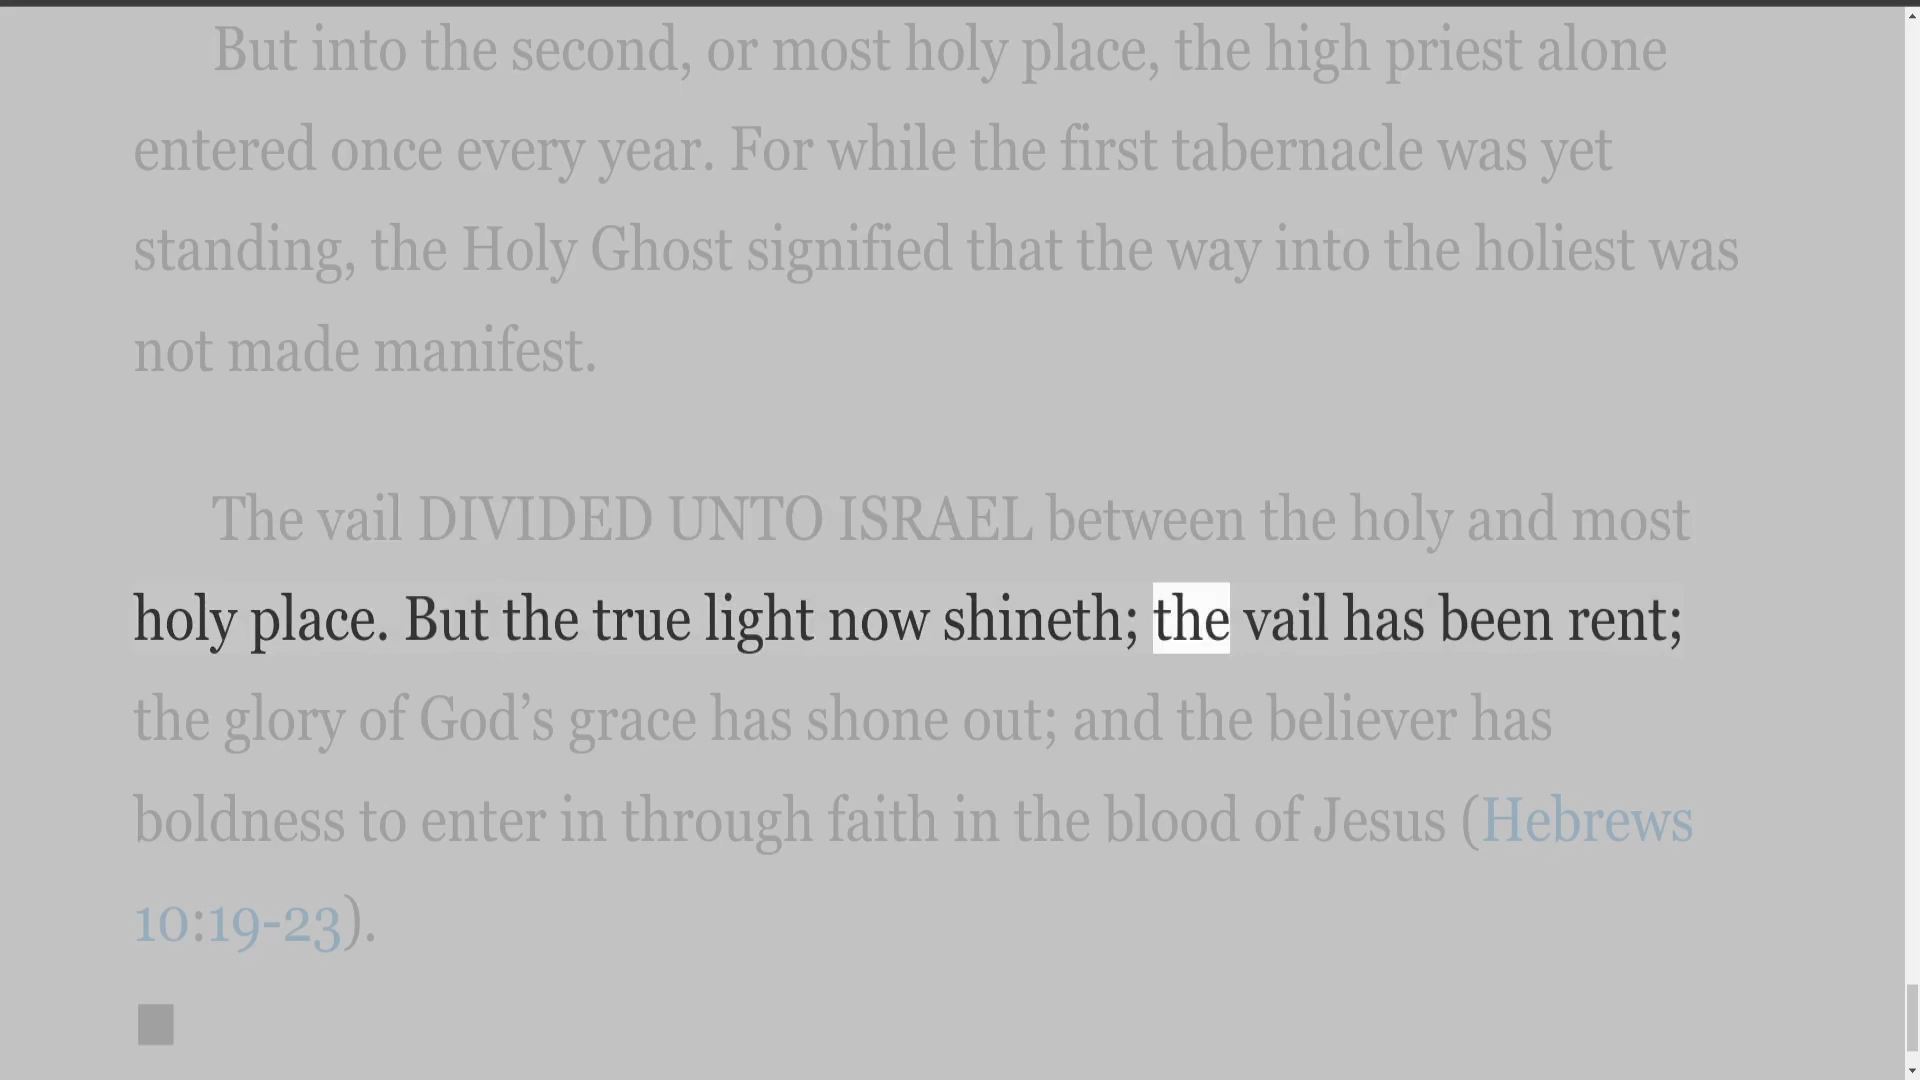 But into the second, or most holy place, the high priest alone
entered once every year. For while the first tabernacle was yet
standing, the Holy Ghost signified that the way into the holiest was
not made manifest.
The vail DIVIDED UNTO ISRAEL between the holy and most
holy place. But the true light now shineth; the vail has been rent;
the glory of God’s grace has shone out; and the believer has
boldness to enter in through faith in the blood of Jesus (Hebrews
10:19-23).